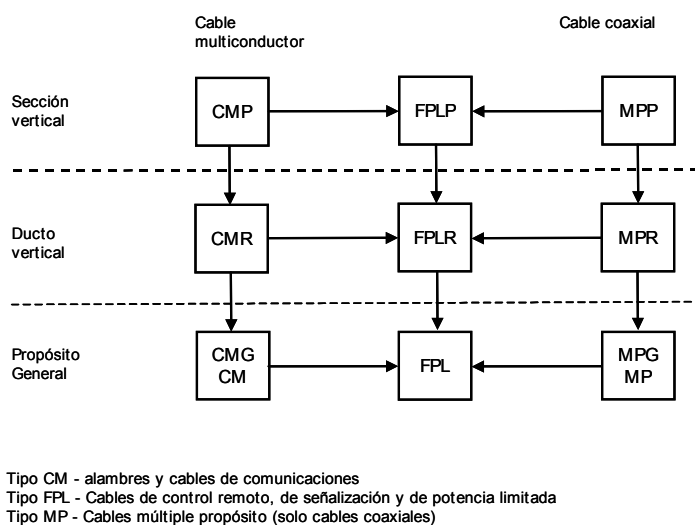 Cable
multiconductor
Cable coaxial
Sección
vertical
CMP
FPLP
MPP
Ducto
vertical
CMR
FPLR
MPR
Propósito
General
CMG
CM
FPL
MPG
MP
Tipo CM - alambres y cables de comunicaciones
Tipo FPL - Cables de control remoto, de señalización y de potencia limitada
Tipo MP - Cables múltiple propósito (solo cables coaxiales)